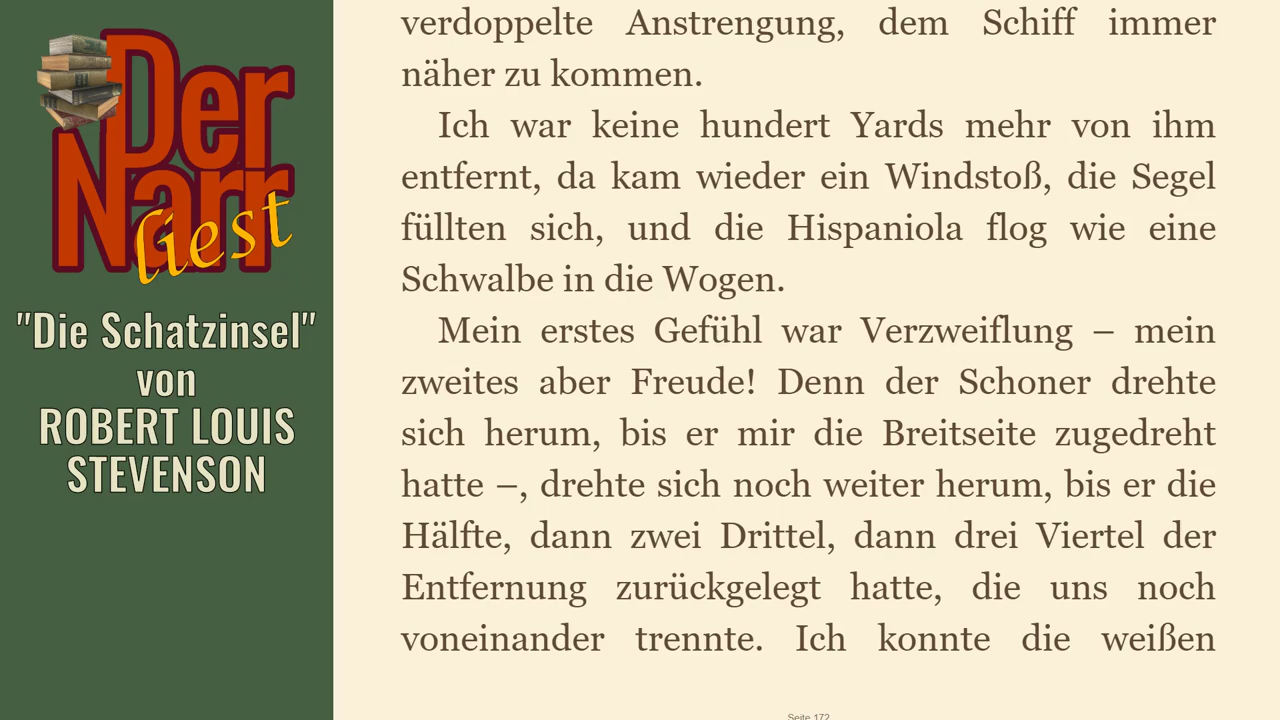 Der
Narr
liest
"Die Schatzinsel"
von
ROBERT LOUIS
STEVENSON
verdoppelte Anstrengung, dem Schiff immer
näher zu kommen.
Ich war keine hundert Yards mehr von ihm
entfernt, da kam wieder ein Windstoß, die Segel
füllten sich, und die Hispaniola flog wie eine
Schwalbe in die Wogen.
Mein erstes Gefühl war Verzweiflung – mein
zweites aber Freude! Denn der Schoner drehte
sich herum, bis er mir die Breitseite zugedreht
hatte –, drehte sich noch weiter herum, bis er die
Hälfte, dann zwei Drittel, dann drei Viertel der
Entfernung zurückgelegt hatte, die uns noch
voneinander trennte. Ich konnte die weißen
Seite 172